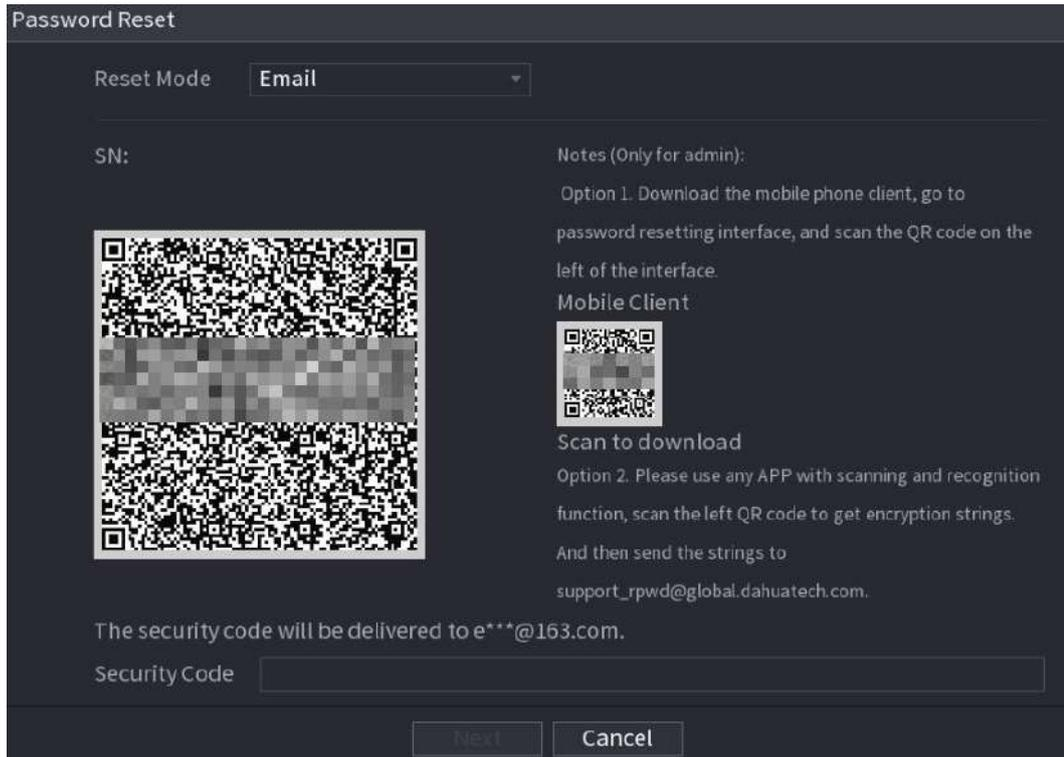 Password Reset
Reset Mode
Email
SN:
Notes (Only for admin):
Option 1. Download the mobile phone client, go to
password resetting interface, and scan the QR code on the
left of the interface.
Mobile Client
Scan to download
Option 2. Please use any APP with scanning and recognition
function, scan the left QR code to get encryption strings.
And then send the strings to
support_rpwd@global.dahuatech.com.
The security code will be delivered to e***@163.com.
Security Code
Next
Cancel